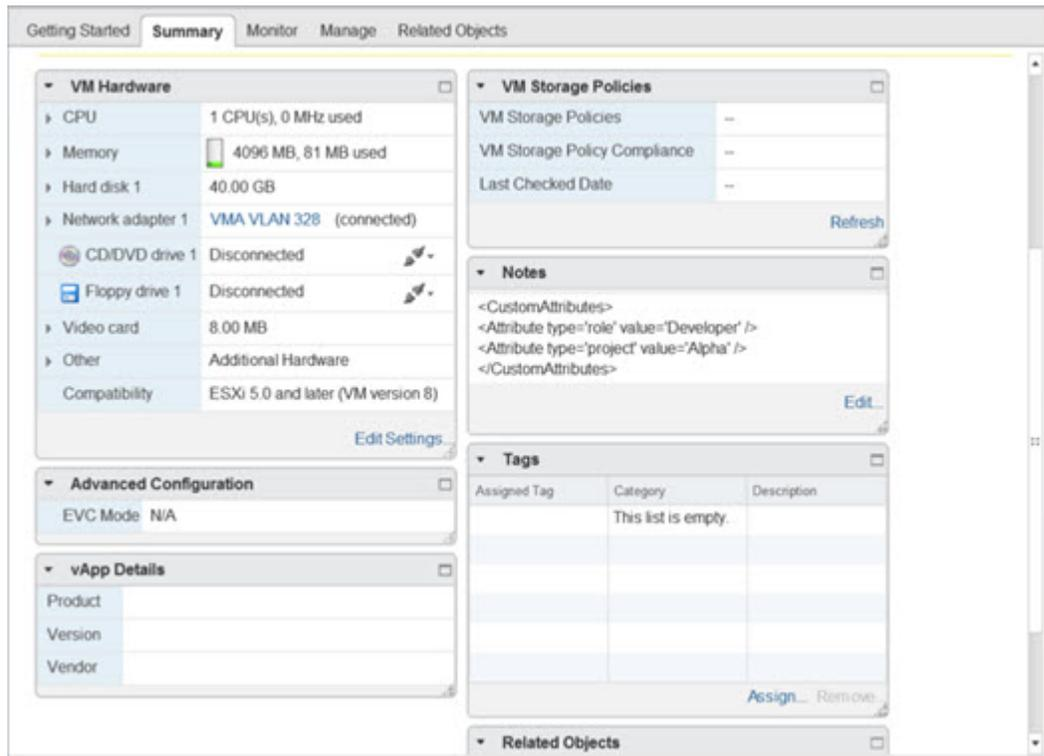 Getting Started Summary Monitor Manage Related Objects
VM Hardware
CPU 1 CPU(s), 0 MHz used
Memory 4096 MB, 81 MB used
Hard disk 1 40.00 GB
Network adapter 1 VMA VLAN 328 (connected)
CD/DVD drive 1 Disconnected
Floppy drive 1 Disconnected
Video card 8.00 MB
Other Additional Hardware
Compatibility ESXi 5.0 and later (VM version 8)
Edit Settings...
Advanced Configuration
EVC Mode N/A
vApp Details
Product
Version
Vendor
VM Storage Policies
VM Storage Policies --
VM Storage Policy Compliance --
Last Checked Date --
Refresh
Notes
<CustomAttributes>
<Attribute type='role' value='Developer' />
<Attribute type='project' value='Alpha' />
</CustomAttributes>
Edit...
Tags
Assigned Tag Category Description
This list is empty.
Assign... Remove...
Related Objects